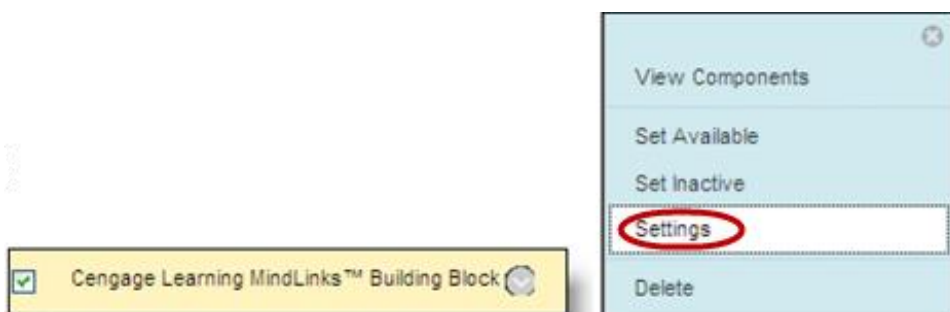 View Components
Set Available
Set Inactive
Settings
Cengage Learning MindLinks™ Building Block
Delete